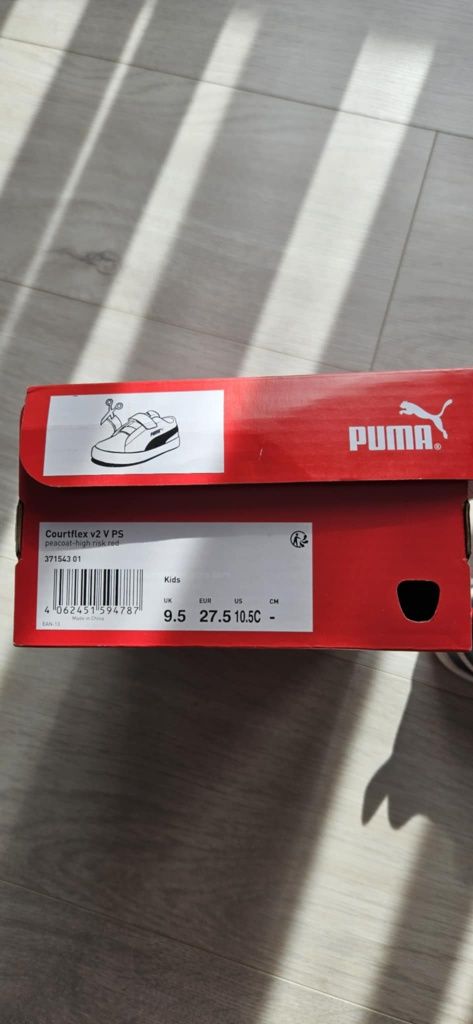 PUMA®
Courtflex v2 V PS
peacoat-high risk red
371543 01
Kids
UK EUR US CM
9.5 27.5 10.5C -
4 062451 594787
Made in China
EAN-13